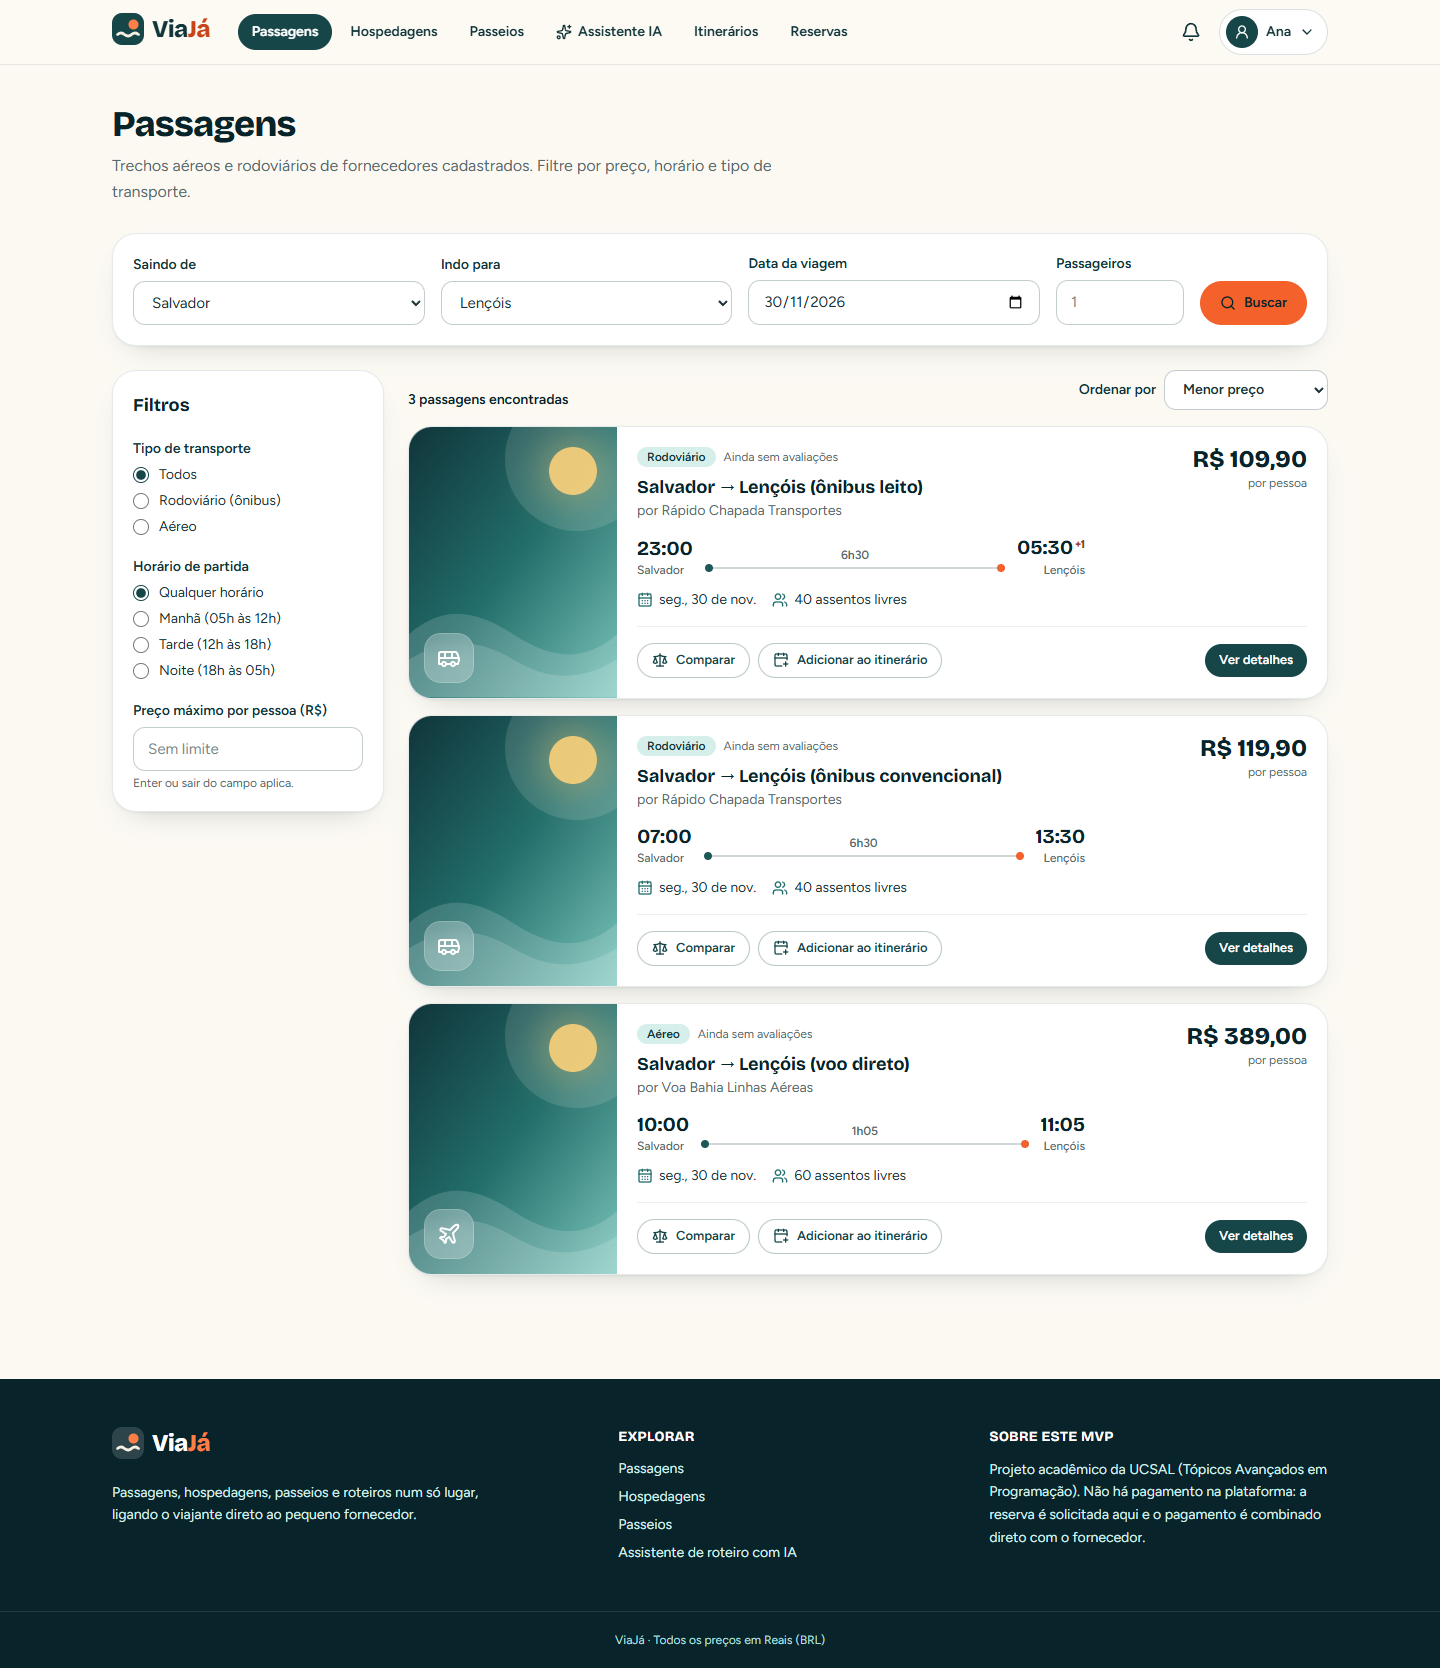 ViaJá
Passagens
Hospedagens
Passeios
Assistente IA
Itinerários
Reservas
Ana
Passagens
Trechos aéreos e rodoviários de fornecedores cadastrados. Filtre por preço, horário e tipo de
transporte.
Saindo de
Salvador
Indo para
Lençóis
Data da viagem
30/11/2026
Passageiros
1
Buscar
Filtros
Tipo de transporte
Todos
Rodoviário (ônibus)
Aéreo
Horário de partida
Qualquer horário
Manhã (05h às 12h)
Tarde (12h às 18h)
Noite (18h às 05h)
Preço máximo por pessoa (R$)
Sem limite
Enter ou sair do campo aplica.
3 passagens encontradas
Ordenar por
Menor preço
Rodoviário
Ainda sem avaliações
R$ 109,90
por pessoa
Salvador → Lençóis (ônibus leito)
por Rápido Chapada Transportes
23:00
Salvador
6h30
05:30 +1
Lençóis
seg., 30 de nov.
40 assentos livres
Comparar
Adicionar ao itinerário
Ver detalhes
Rodoviário
Ainda sem avaliações
R$ 119,90
por pessoa
Salvador → Lençóis (ônibus convencional)
por Rápido Chapada Transportes
07:00
Salvador
6h30
13:30
Lençóis
seg., 30 de nov.
40 assentos livres
Comparar
Adicionar ao itinerário
Ver detalhes
Aéreo
Ainda sem avaliações
R$ 389,00
por pessoa
Salvador → Lençóis (voo direto)
por Voa Bahia Linhas Aéreas
10:00
Salvador
1h05
11:05
Lençóis
seg., 30 de nov.
60 assentos livres
Comparar
Adicionar ao itinerário
Ver detalhes
ViaJá
Passagens, hospedagens, passeios e roteiros num só lugar,
ligando o viajante direto ao pequeno fornecedor.
EXPLORAR
Passagens
Hospedagens
Passeios
Assistente de roteiro com IA
SOBRE ESTE MVP
Projeto acadêmico da UCSAL (Tópicos Avançados em
Programação). Não há pagamento na plataforma: a
reserva é solicitada aqui e o pagamento é combinado
direto com o fornecedor.
ViaJá · Todos os preços em Reais (BRL)